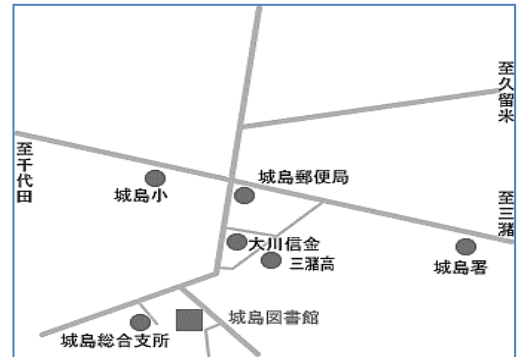 至久留米
至千代田
城島郵便局
至三潴
城島小
大川信金
三潴高
城島署
城島図書館
城島総合支所